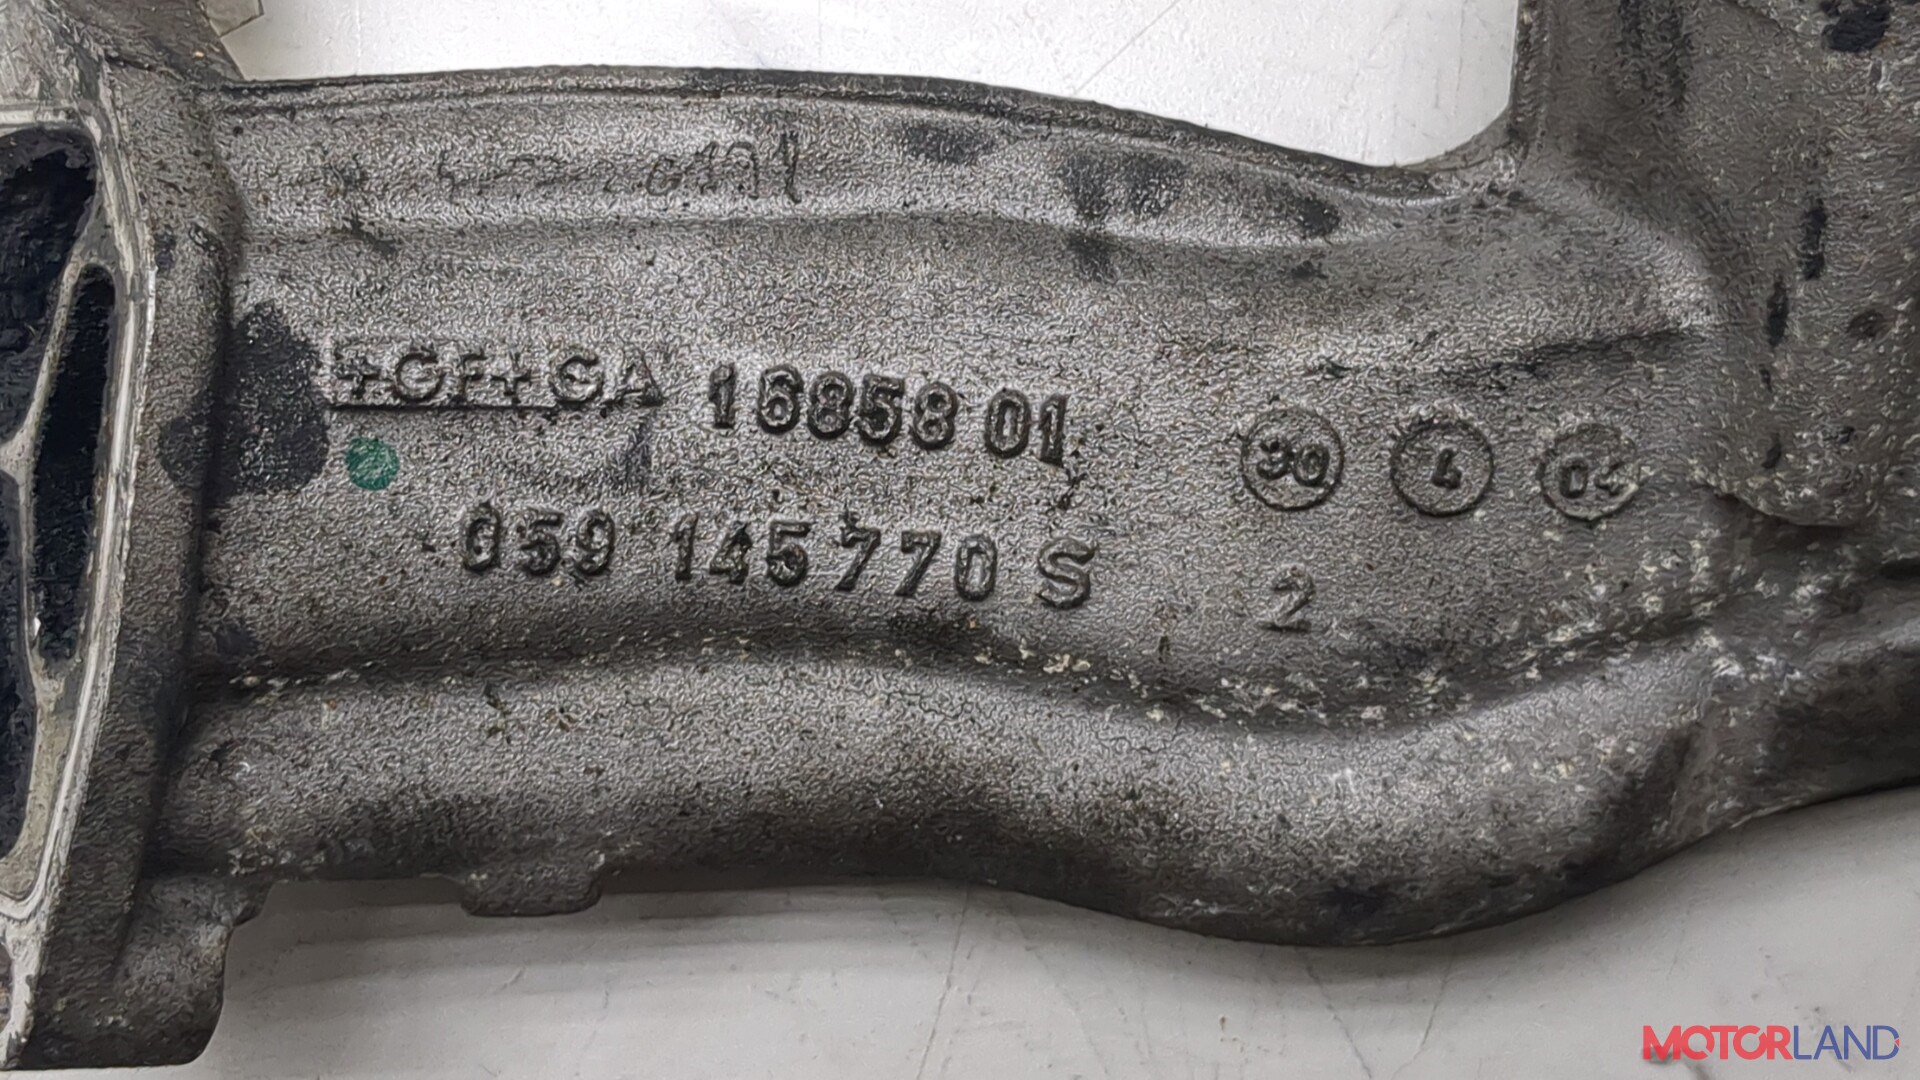 +GF+GA 16858 01
30 4 04
059 145 770 S 2
MOTORLAND